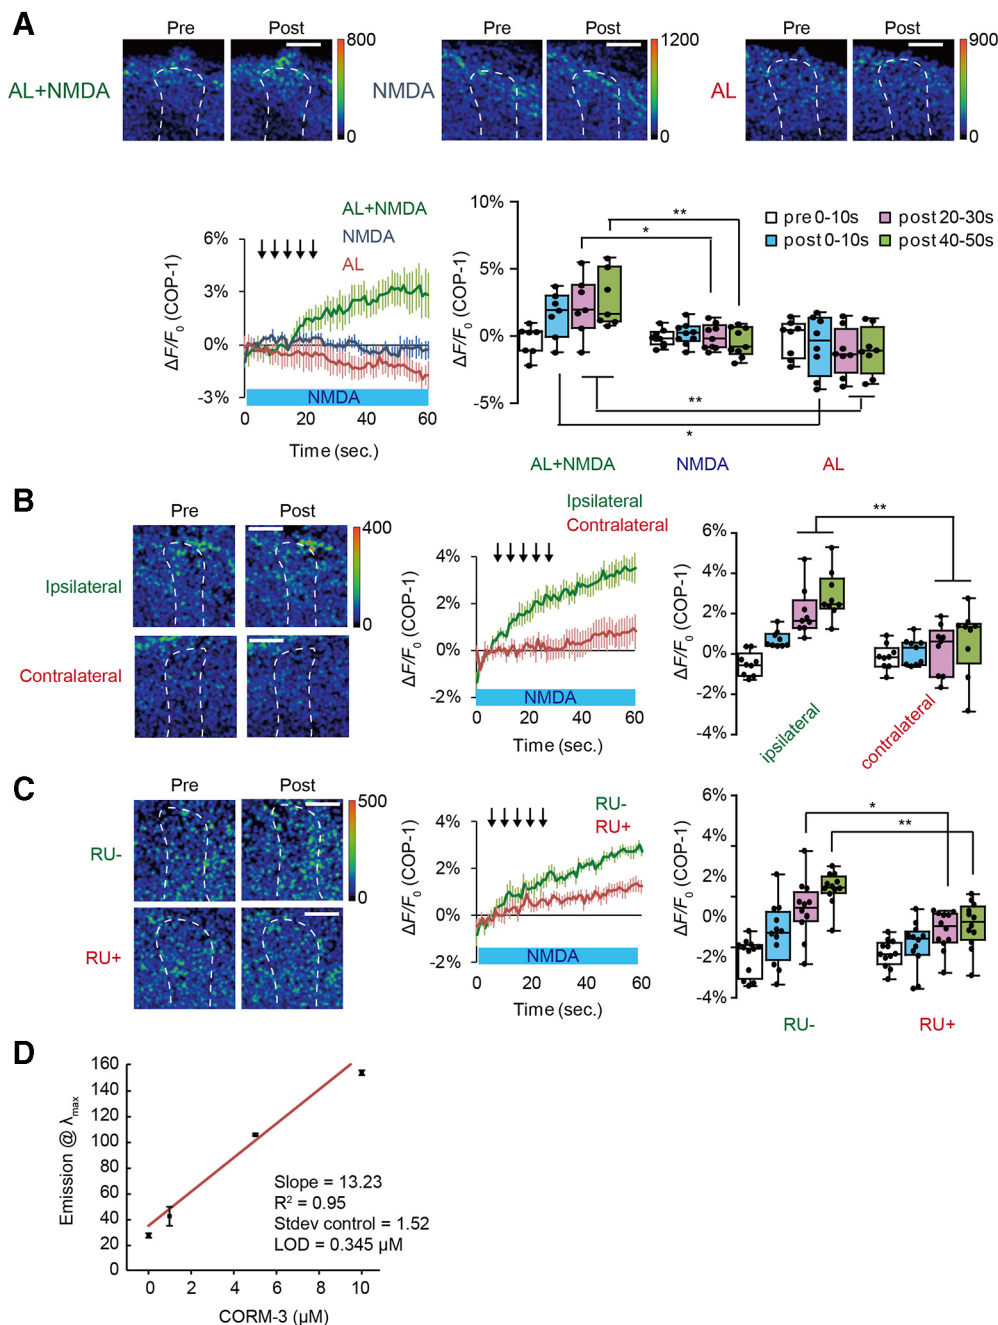 A
Pre Post Pre Post Pre Post
AL+NMDA
800
0
NMDA
1200
0
AL
900
0
AL+NMDA
NMDA
AL
6%
3%
0%
-3%
ΔF/F0 (COP-1)
NMDA
0 20 40 60
Time (sec.)
10%
5%
0%
-5%
ΔF/F0 (COP-1)
pre 0-10s
post 0-10s
post 20-30s
post 40-50s
**
*
**
*
AL+NMDA NMDA AL
B
Pre Post
Ipsilateral
Contralateral
400
0
Ipsilateral
Contralateral
4%
2%
0%
-2%
ΔF/F0 (COP-1)
NMDA
0 20 40 60
Time (sec.)
6%
4%
2%
0%
-2%
-4%
ΔF/F0 (COP-1)
**
ipsilateral
contralateral
C
Pre Post
RU-
RU+
500
0
RU-
RU+
4%
2%
0%
-2%
ΔF/F0 (COP-1)
NMDA
0 20 40 60
Time (sec.)
6%
4%
2%
0%
-2%
-4%
ΔF/F0 (COP-1)
*
**
RU- RU+
D
160
140
120
100
80
60
40
20
0
Emission @ λmax
Slope = 13.23
R² = 0.95
Stdev control = 1.52
LOD = 0.345 µM
0 2 4 6 8 10
CORM-3 (µM)